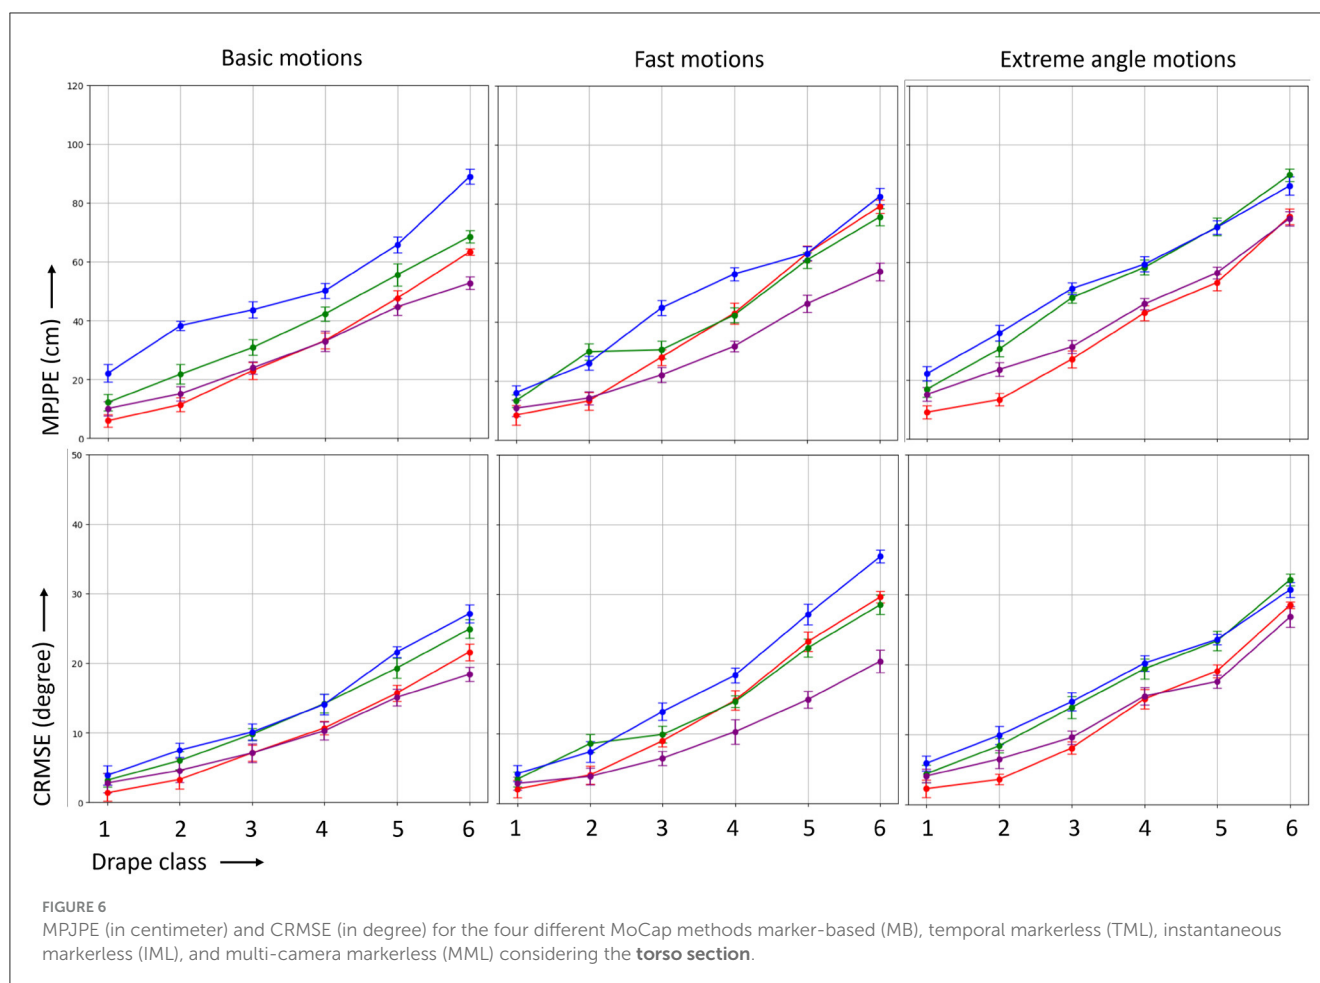 Basic motions
Fast motions
Extreme angle motions
120
100
80
60
40
20
0
MPJPE (cm)
50
40
30
20
10
0
CRMSE (degree)
1 2 3 4 5 6
1 2 3 4 5 6
1 2 3 4 5 6
Drape class
FIGURE 6
MPJPE (in centimeter) and CRMSE (in degree) for the four different MoCap methods marker-based (MB), temporal markerless (TML), instantaneous
markerless (IML), and multi-camera markerless (MML) considering the torso section.